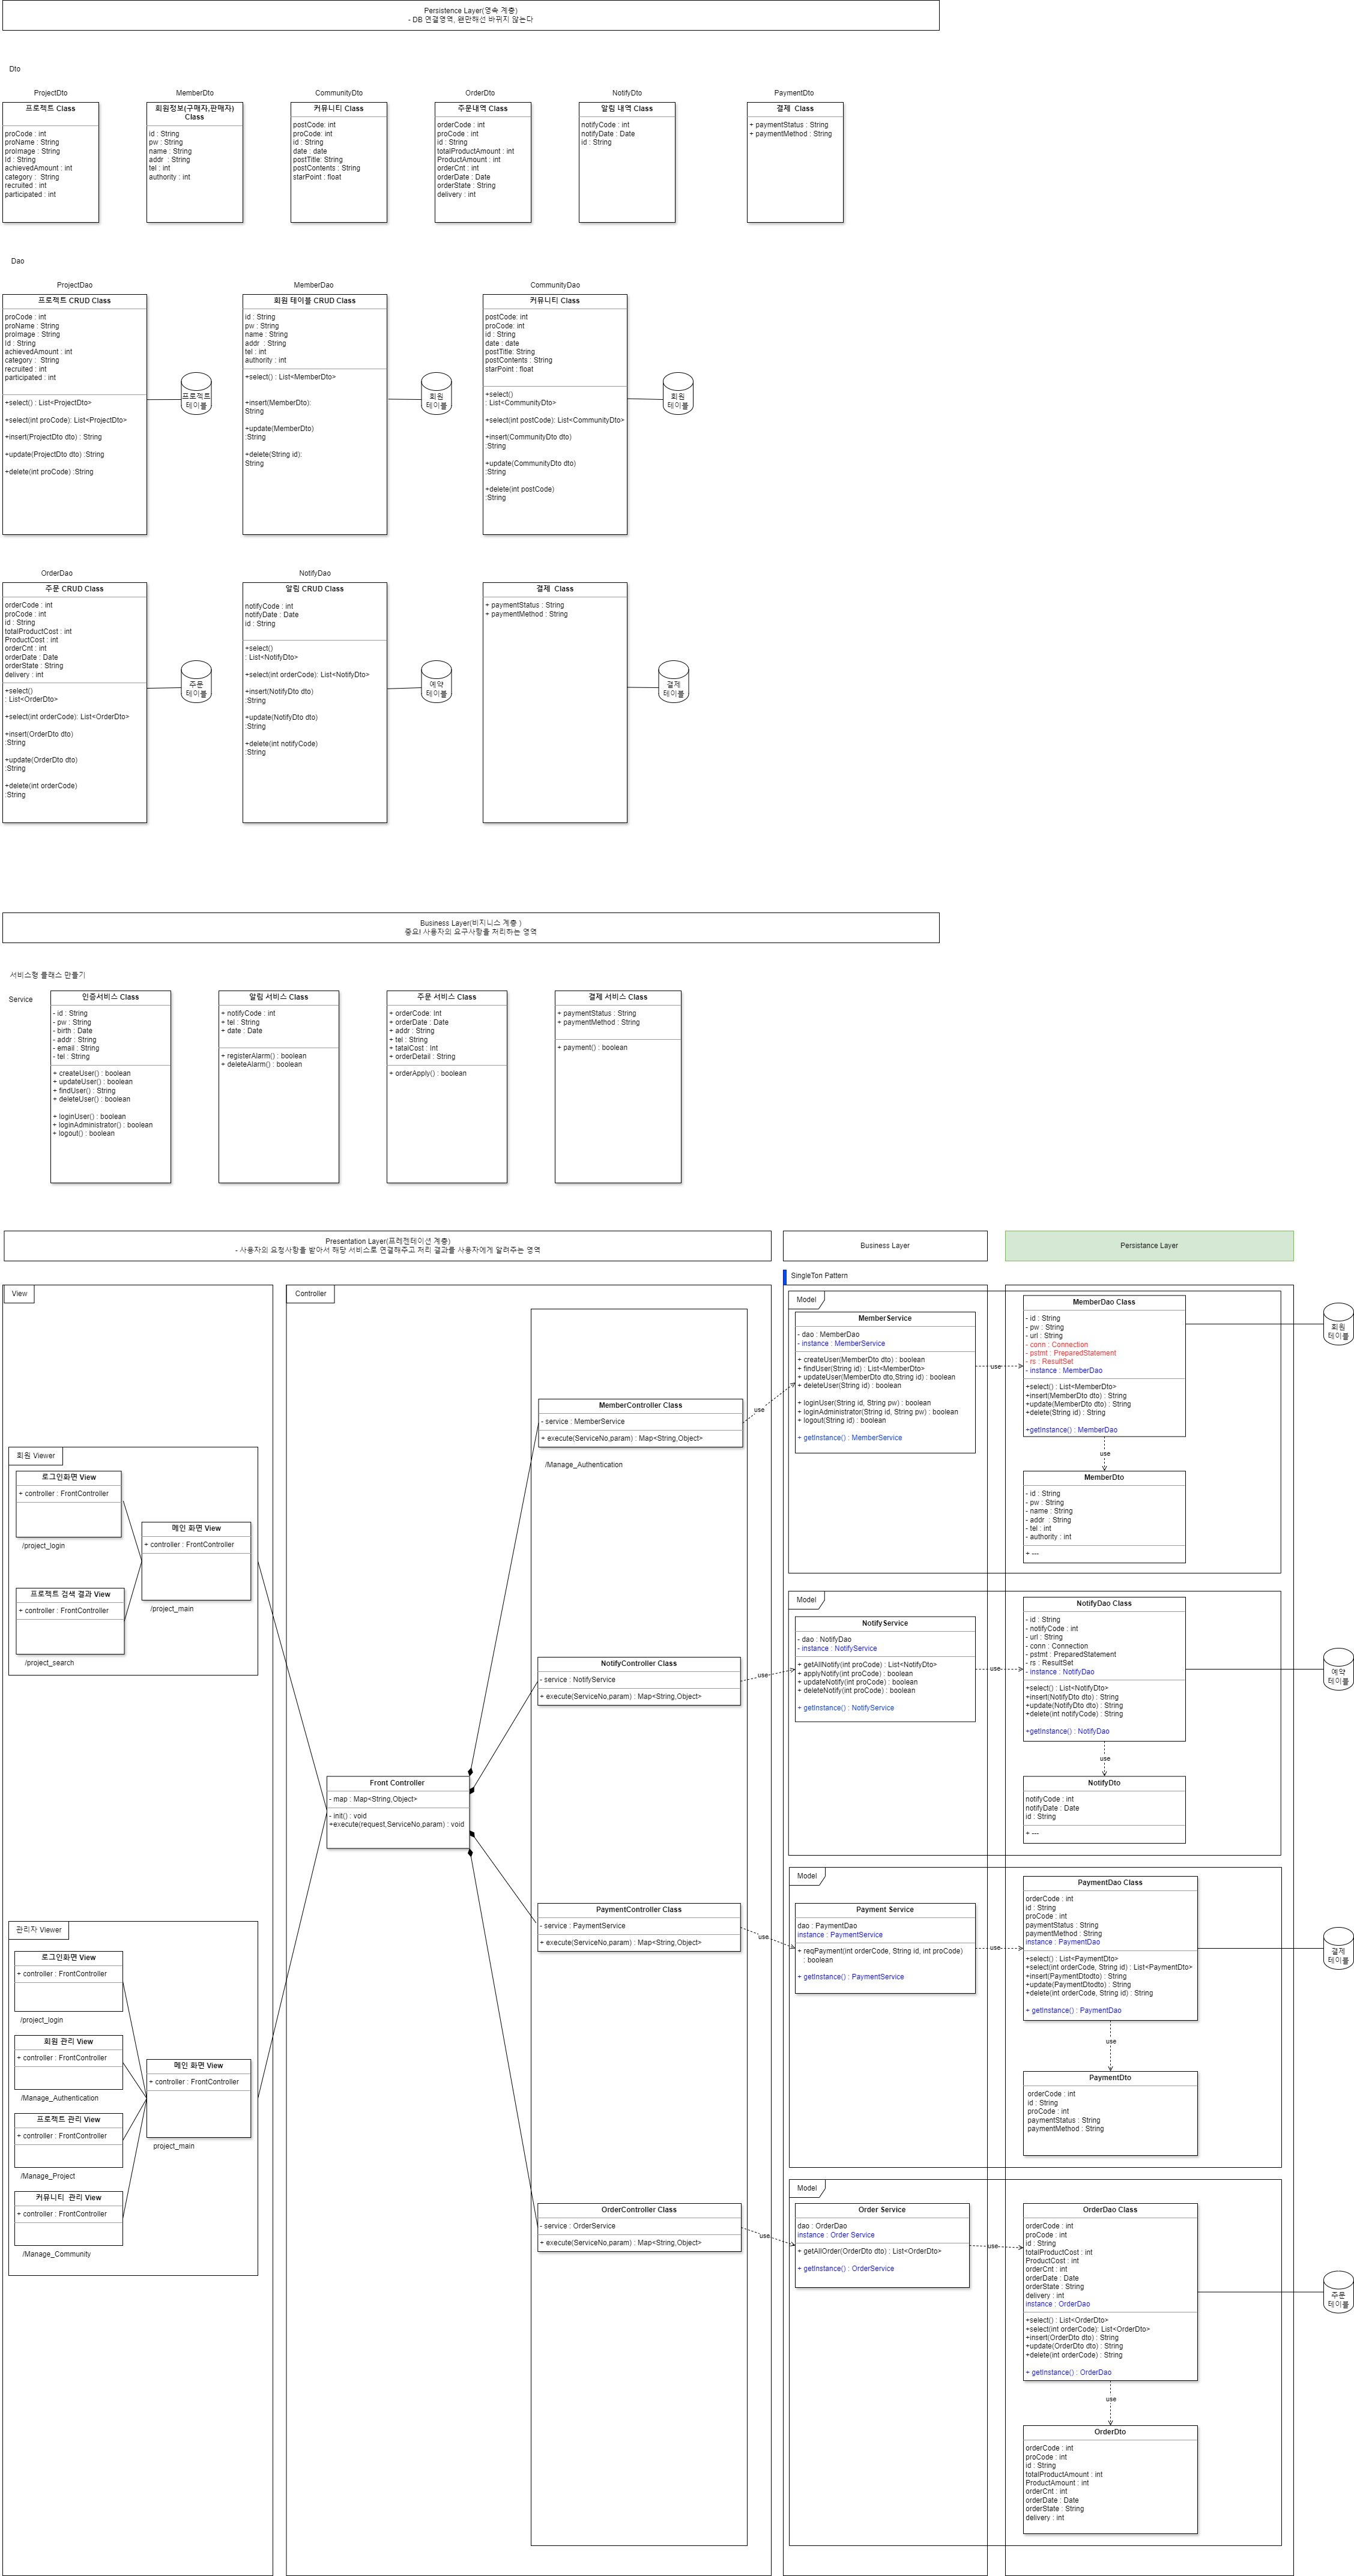 Persistence Layer(영속 계층)
- DB 연결영역, 왠만해선 바뀌지 않는다
Dto
ProjectDto
프로젝트 Class
proCode : int
proName : String
proImage : String
Id : String
achievedAmount : int
category :  String
recruited : int
participated : int
MemberDto
회원정보(구매자,판매자)
Class
id : String
pw : String
name : String
addr  : String
tel : int
authority : int
CommunityDto
커뮤니티 Class
postCode: int
proCode: int
id : String
date : date
postTitle: String
postContents : String
starPoint : float
OrderDto
주문내역 Class
orderCode : int
proCode : int
id : String
totalProductAmount : int
ProductAmount : int
orderCnt : int
orderDate : Date
orderState : String
delivery : int
NotifyDto
알림 내역 Class
notifyCode : int
notifyDate : Date
id : String
PaymentDto
결제  Class
+ paymentStatus : String
+ paymentMethod : String
Dao
ProjectDao
프로젝트 CRUD Class
proCode : int
proName : String
proImage : String
Id : String
achievedAmount : int
category :  String
recruited : int
participated : int
+select() : List<ProjectDto>
+select(int proCode): List<ProjectDto>
+insert(ProjectDto dto) : String
+update(ProjectDto dto) :String
+delete(int proCode) :String
프로젝트
테이블
MemberDao
회원 테이블 CRUD Class
id : String
pw : String
name : String
addr  : String
tel : int
authority : int
+select() : List<MemberDto>
+insert(MemberDto):
String
+update(MemberDto)
:String
+delete(String id):
String
회원
테이블
CommunityDao
커뮤니티 Class
postCode: int
proCode: int
id : String
date : date
postTitle: String
postContents : String
starPoint : float
+select()
: List<CommunityDto>
+select(int postCode): List<CommunityDto>
+insert(CommunityDto dto)
:String
+update(CommunityDto dto)
:String
+delete(int postCode)
:String
회원
테이블
OrderDao
주문 CRUD Class
orderCode : int
proCode : int
id : String
totalProductCost : int
ProductCost : int
orderCnt : int
orderDate : Date
orderState : String
delivery : int
+select()
: List<OrderDto>
+select(int orderCode): List<OrderDto>
+insert(OrderDto dto)
:String
+update(OrderDto dto)
:String
+delete(int orderCode)
:String
주문
테이블
NotifyDao
알림 CRUD Class
notifyCode : int
notifyDate : Date
id : String
+select()
: List<NotifyDto>
+select(int orderCode): List<NotifyDto>
+insert(NotifyDto dto)
:String
+update(NotifyDto dto)
:String
+delete(int notifyCode)
:String
예약
테이블
결제  Class
+ paymentStatus : String
+ paymentMethod : String
결제
테이블
Business Layer(비지니스 계층 )
중요! 사용자의 요구사항을 처리하는 영역
서비스형 클래스 만들기
Service
인증서비스 Class
- id : String
- pw : String
- birth : Date
- addr : String
- email : String
- tel : String
+ createUser() : boolean
+ updateUser() : boolean
+ findUser() : String
+ deleteUser() : boolean
+ loginUser() : boolean
+ loginAdministrator() : boolean
+ logout() : boolean
알림 서비스 Class
+ notifyCode : int
+ tel : String
+ date : Date
+ registerAlarm() : boolean
+ deleteAlarm() : boolean
주문 서비스 Class
+ orderCode: Int
+ orderDate : Date
+ addr : String
+ tel : String
+ tatalCost : Int
+ orderDetail : String
+ orderApply() : boolean
결제 서비스 Class
+ paymentStatus : String
+ paymentMethod : String
+ payment() : boolean
Presentation Layer(프레젠테이션 계층)
- 사용자의 요청사항을 받아서 해당 서비스로 연결해주고 처리 결과를 사용자에게 알려주는 영역
Business Layer
Persistance Layer
SingleTon Pattern
View
회원 Viewer
로그인화면 View
+ controller : FrontController
/project_login
메인 화면 View
+ controller : FrontController
/project_main
프로젝트 검색 결과 View
+ controller : FrontController
/project_search
관리자 Viewer
로그인화면 View
+ controller : FrontController
/project_login
회원 관리 View
+ controller : FrontController
/Manage_Authentication
메인 화면 View
+ controller : FrontController
project_main
프로젝트 관리 View
+ controller : FrontController
/Manage_Project
커뮤니티  관리 View
+ controller : FrontController
/Manage_Community
Controller
Front Controller
- map : Map<String,Object>
- init() : void
+execute(request,ServiceNo,param) : void
MemberController Class
- service : MemberService
+ execute(ServiceNo,param) : Map<String,Object>
/Manage_Authentication
use
NotifyController Class
- service : NotifyService
+ execute(ServiceNo,param) : Map<String,Object>
use
PaymentController Class
- service : PaymentService
+ execute(ServiceNo,param) : Map<String,Object>
use
OrderController Class
- service : OrderService
+ execute(ServiceNo,param) : Map<String,Object>
use
Model
MemberService
- dao : MemberDao
- instance : MemberService
+ createUser(MemberDto dto) : boolean
+ findUser(String id) : List<MemberDto>
+ updateUser(MemberDto dto,String id) : boolean
+ deleteUser(String id) : boolean
+ loginUser(String id, String pw) : boolean
+ loginAdministrator(String id, String pw) : boolean
+ logout(String id) : boolean
+ getInstance() : MemberService
use
MemberDao Class
- id : String
- pw : String
- url : String
- conn : Connection
- pstmt : PreparedStatement
- rs : ResultSet
- instance : MemberDao
+select() : List<MemberDto>
+insert(MemberDto dto) : String
+update(MemberDto dto) : String
+delete(String id) : String
+getInstance() : MemberDao
use
MemberDto
- id : String
- pw : String
- name : String
- addr  : String
- tel : int
- authority : int
+ ---
회원
테이블
Model
NotifyService
- dao : NotifyDao
- instance : NotifyService
+ getAllNotify(int proCode) : List<NotifyDto>
+ applyNotify(int proCode) : boolean
+ updateNotify(int proCode) : boolean
+ deleteNotify(int proCode) : boolean
+ getInstance() : NotifyService
use
NotifyDao Class
- id : String
- notifyCode : int
- url : String
- conn : Connection
- pstmt : PreparedStatement
- rs : ResultSet
- instance : NotifyDao
+select() : List<NotifyDto>
+insert(NotifyDto dto) : String
+update(NotifyDto dto) : String
+delete(int notifyCode) : String
+getInstance() : NotifyDao
use
NotifyDto
notifyCode : int
notifyDate : Date
id : String
+ ---
예약
테이블
Model
Payment Service
dao : PaymentDao
instance : PaymentService
+ reqPayment(int orderCode, String id, int proCode)
: boolean
+ getInstance() : PaymentService
use
PaymentDao Class
orderCode : int
id : String
proCode : int
paymentStatus : String
paymentMethod : String
instance : PaymentDao
+select() : List<PaymentDto>
+select(int orderCode, String id) : List<PaymentDto>
+insert(PaymentDtodto) : String
+update(PaymentDtodto) : String
+delete(int orderCode, String id) : String
+ getInstance() : PaymentDao
use
PaymentDto
orderCode : int
id : String
proCode : int
paymentStatus : String
paymentMethod : String
결제
테이블
Model
Order Service
dao : OrderDao
instance : Order Service
+ getAllOrder(OrderDto dto) : List<OrderDto>
+ getInstance() : OrderService
use
OrderDao Class
orderCode : int
proCode : int
id : String
totalProductCost : int
ProductCost : int
orderCnt : int
orderDate : Date
orderState : String
delivery : int
instance : OrderDao
+select() : List<OrderDto>
+select(int orderCode): List<OrderDto>
+insert(OrderDto dto) : String
+update(OrderDto dto) : String
+delete(int orderCode) : String
+ getInstance() : OrderDao
use
OrderDto
orderCode : int
proCode : int
id : String
totalProductAmount : int
ProductAmount : int
orderCnt : int
orderDate : Date
orderState : String
delivery : int
주문
테이블